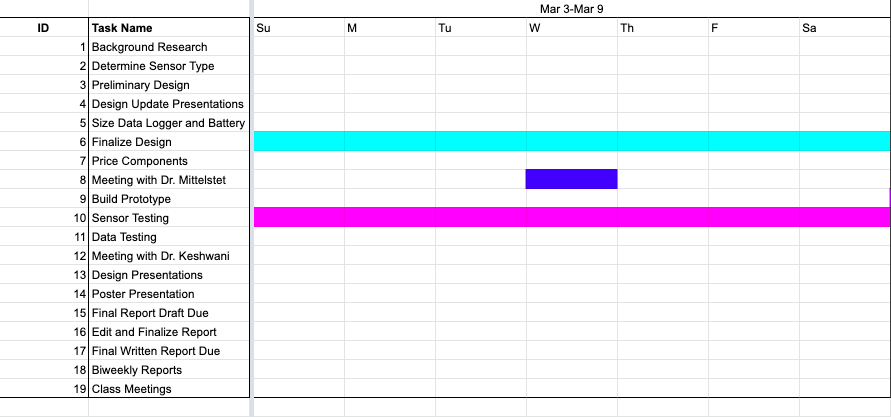 Mar 3-Mar 9
ID Task Name Su M Tu W Th F Sa
1 Background Research
2 Determine Sensor Type
3 Preliminary Design
4 Design Update Presentations
5 Size Data Logger and Battery
6 Finalize Design
7 Price Components
8 Meeting with Dr. Mittelstet
9 Build Prototype
10 Sensor Testing
11 Data Testing
12 Meeting with Dr. Keshwani
13 Design Presentations
14 Poster Presentation
15 Final Report Draft Due
16 Edit and Finalize Report
17 Final Written Report Due
18 Biweekly Reports
19 Class Meetings